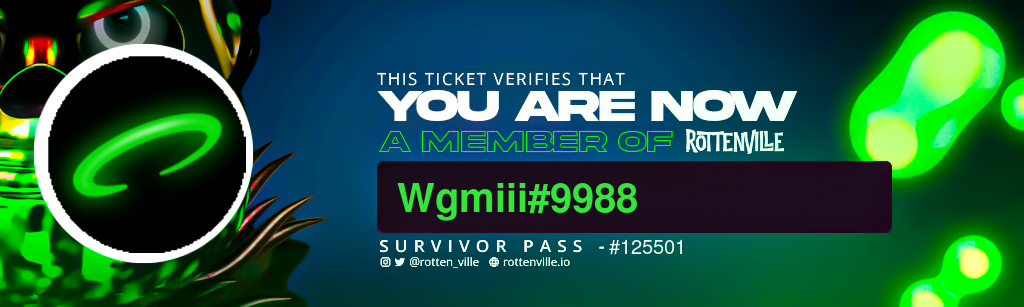 THIS TICKET VERIFIES THAT
YOU ARE NOW
A MEMBER OF ROTTENVILLE
Wgmiii#9988
SURVIVOR PASS - #125501
@rotten_ville rottenville.io